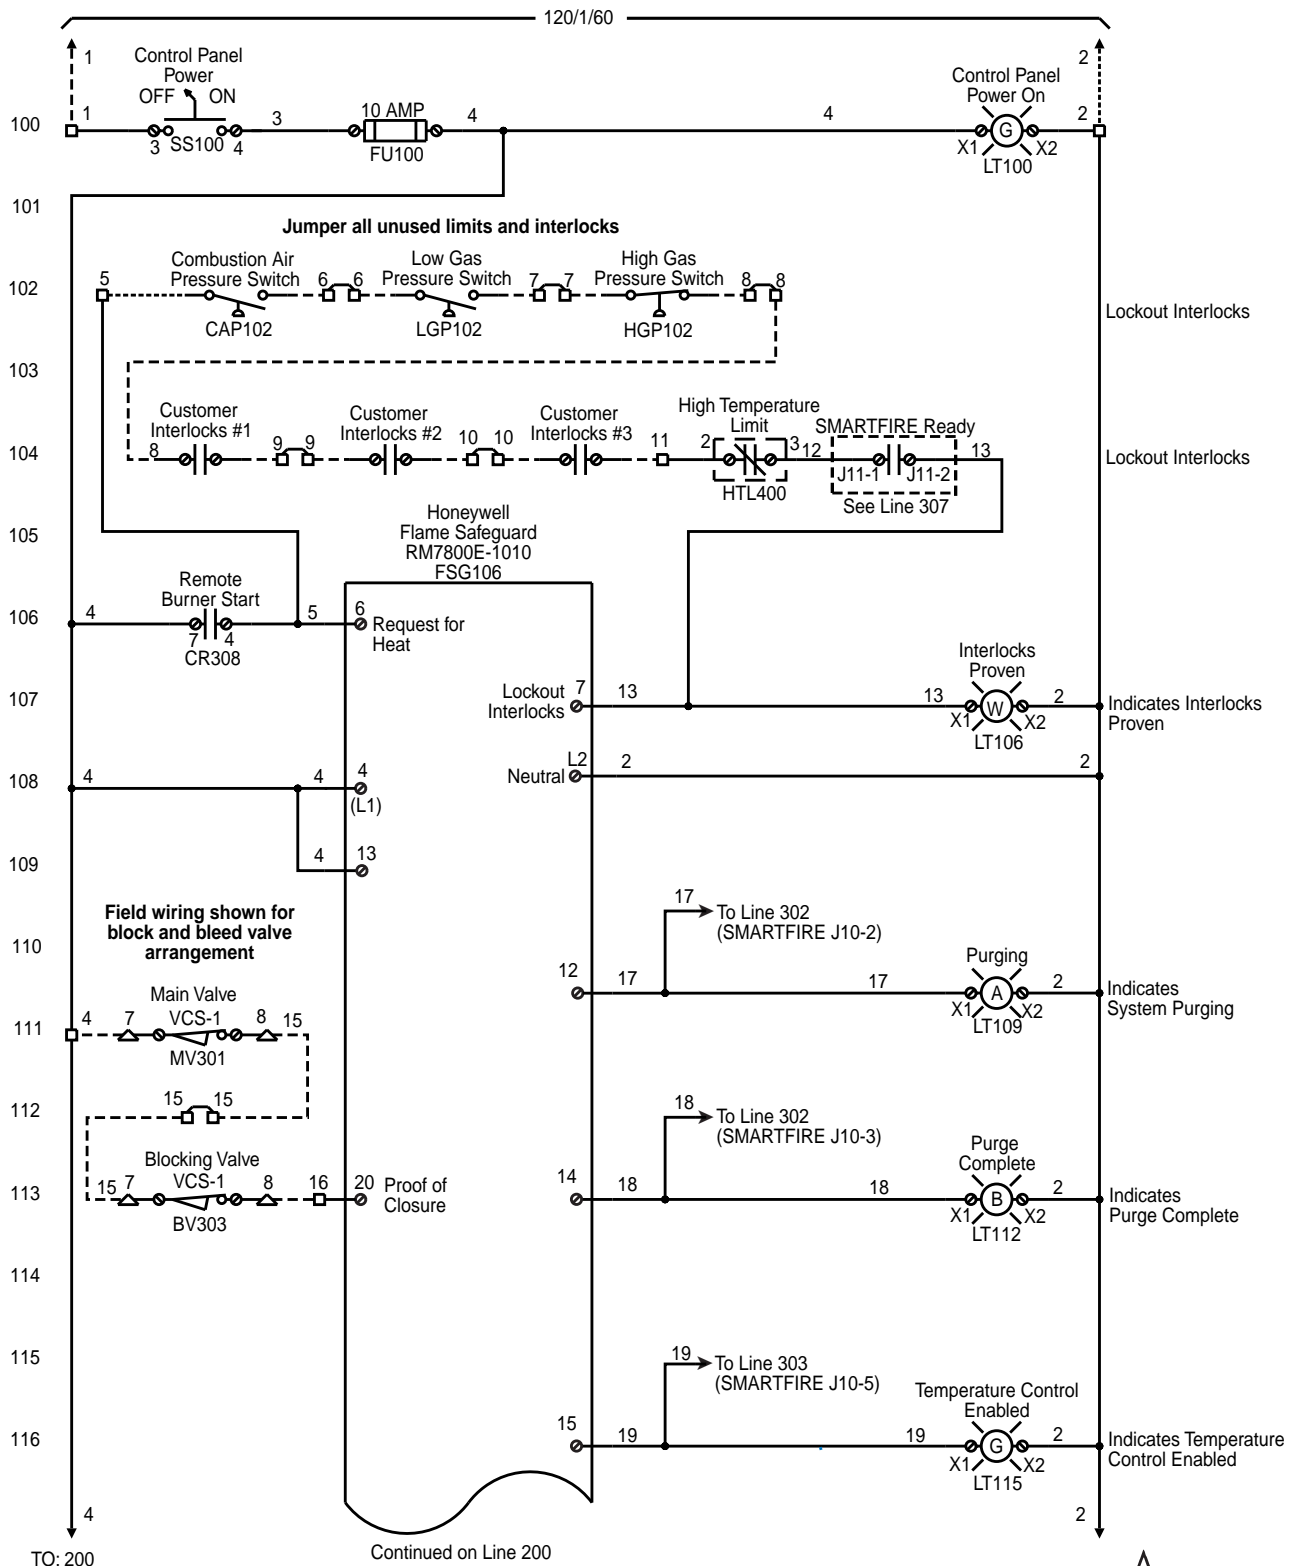 120/1/60
1
2
Control Panel
Power
OFF ON
Control Panel
Power On
100
1
3
SS100
4
3
10 AMP
FU100
4
4
X1
G
X2
LT100
2
101
Jumper all unused limits and interlocks
102
5
Combustion Air
Pressure Switch
CAP102
6 6
Low Gas
Pressure Switch
LGP102
7 7
High Gas
Pressure Switch
HGP102
8 8
Lockout Interlocks
103
104
8
Customer
Interlocks #1
9 9
Customer
Interlocks #2
10 10
Customer
Interlocks #3
11
2
High Temperature
Limit
HTL400
3
12
SMARTFIRE Ready
J11-1
J11-2
See Line 307
13
Lockout Interlocks
105
Honeywell
Flame Safeguard
RM7800E-1010
FSG106
106
4
Remote
Burner Start
7 4
CR308
5
6
Request for
Heat
107
Lockout
Interlocks
7
13
13
Interlocks
Proven
X1
W
X2
LT106
2
Indicates Interlocks
Proven
108
4
4
4
(L1)
Neutral
L2
2
2
109
4
13
Field wiring shown for
block and bleed valve
arrangement
17
To Line 302
(SMARTFIRE J10-2)
110
12
17
17
Purging
X1
A
X2
LT109
2
Indicates
System Purging
111
4
7
Main Valve
VCS-1
MV301
8
15
112
15 15
18
To Line 302
(SMARTFIRE J10-3)
113
15
7
Blocking Valve
VCS-1
BV303
8
16
20
Proof of
Closure
14
18
18
Purge
Complete
X1
B
X2
LT112
2
Indicates
Purge Complete
114
115
19
To Line 303
(SMARTFIRE J10-5)
116
15
19
19
Temperature Control
Enabled
X1
G
X2
LT115
2
Indicates Temperature
Control Enabled
4
2
TO: 200
Continued on Line 200